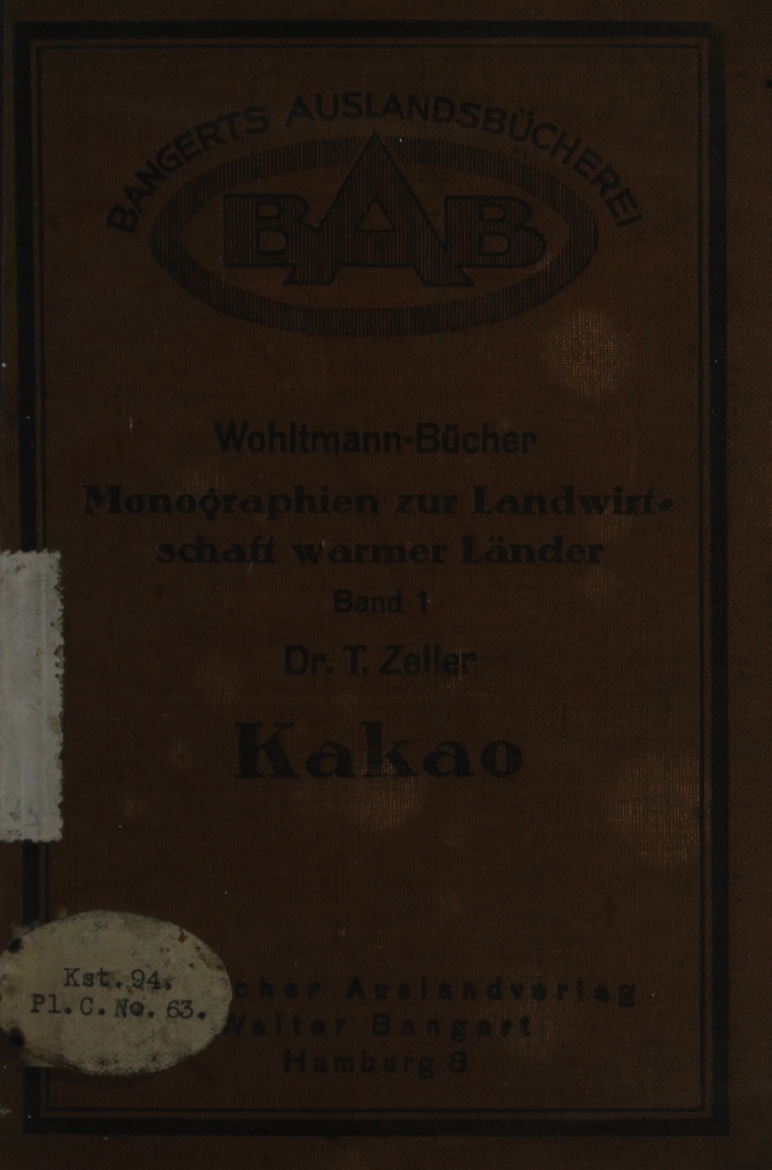 BANGERTS AUSLANDSBÜCHEREI
BAB
Wohltmann-Bücher
Monographien zur Landwirt-
schaft warmer Länder
Band 1
Dr. T. Zeller
Kakao
Auslandverlag
Walter Bangert
Hamburg 8
Kst. 94.
Pl. C. No. 63.